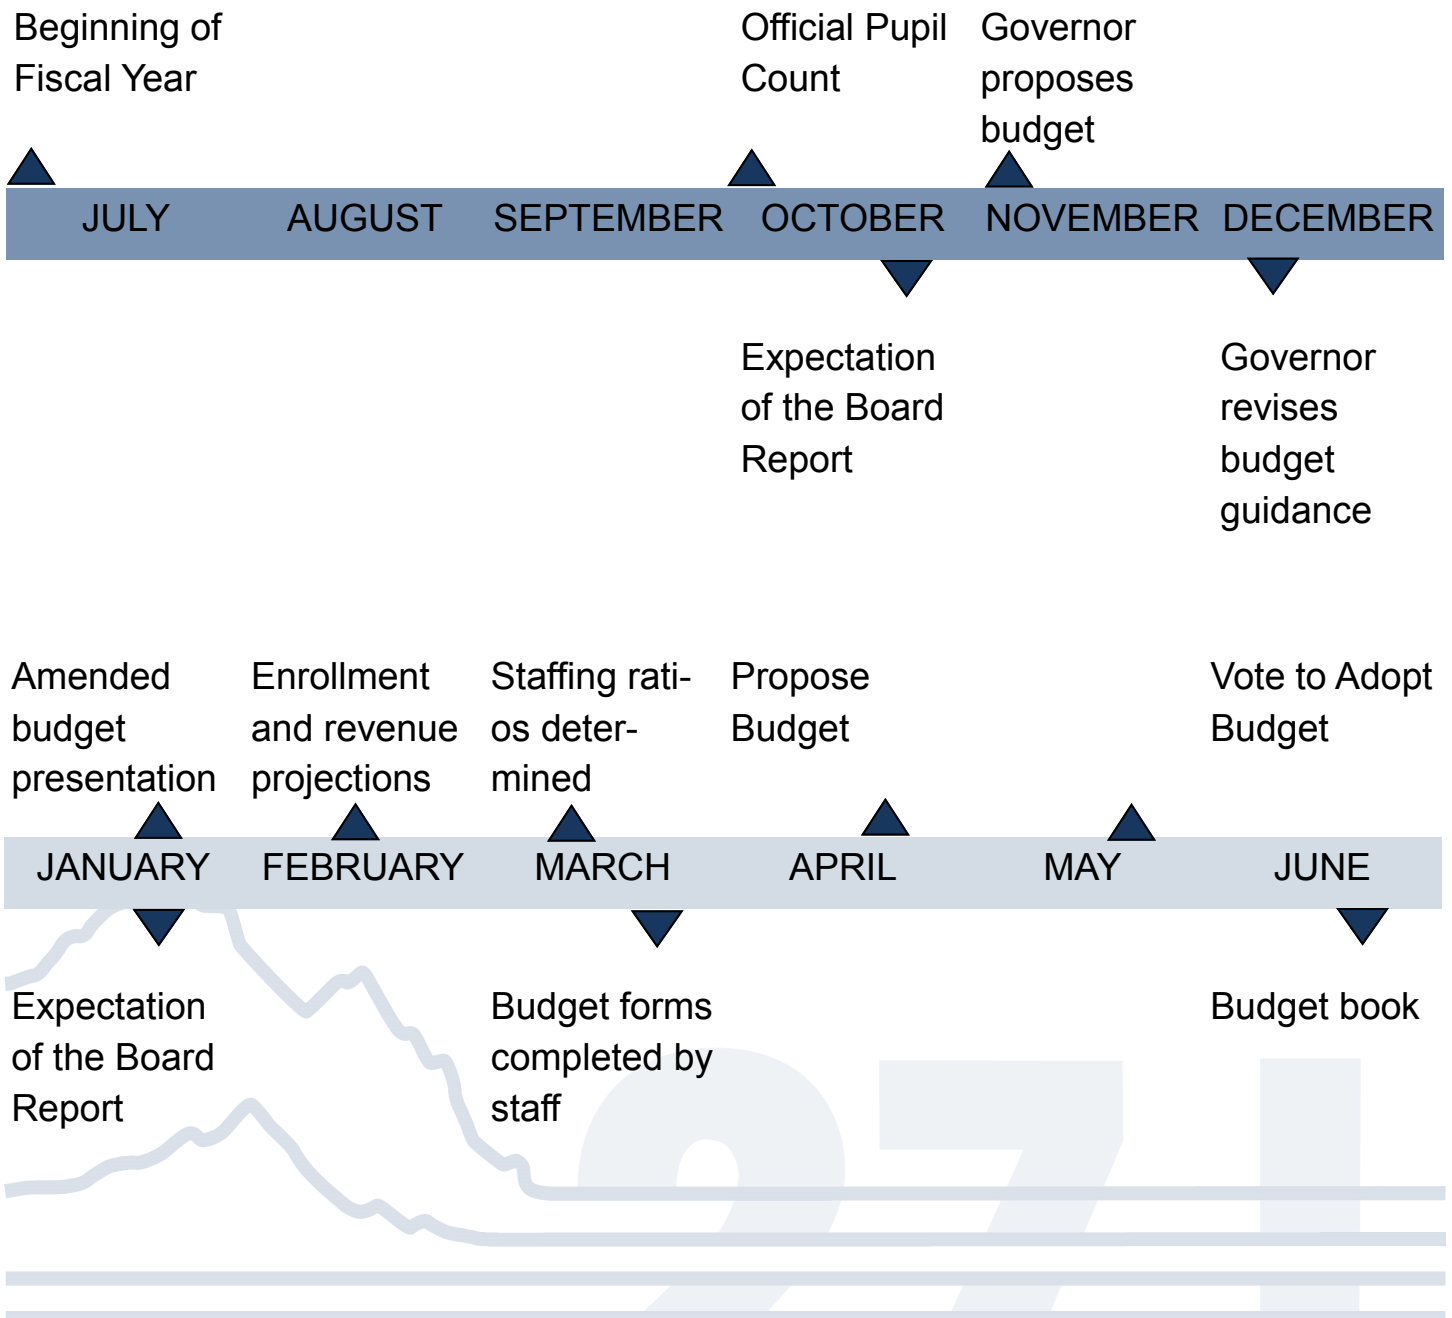 Beginning of
Fiscal Year
Official Pupil
Count
Governor
proposes
budget
JULY AUGUST SEPTEMBER OCTOBER NOVEMBER DECEMBER
Expectation
of the Board
Report
Governor
revises
budget
guidance
Amended
budget
presentation
Enrollment
and revenue
projections
Staffing rati-
os deter-
mined
Propose
Budget
Vote to Adopt
Budget
JANUARY FEBRUARY MARCH APRIL MAY JUNE
Expectation
of the Board
Report
Budget forms
completed by
staff
Budget book
27J